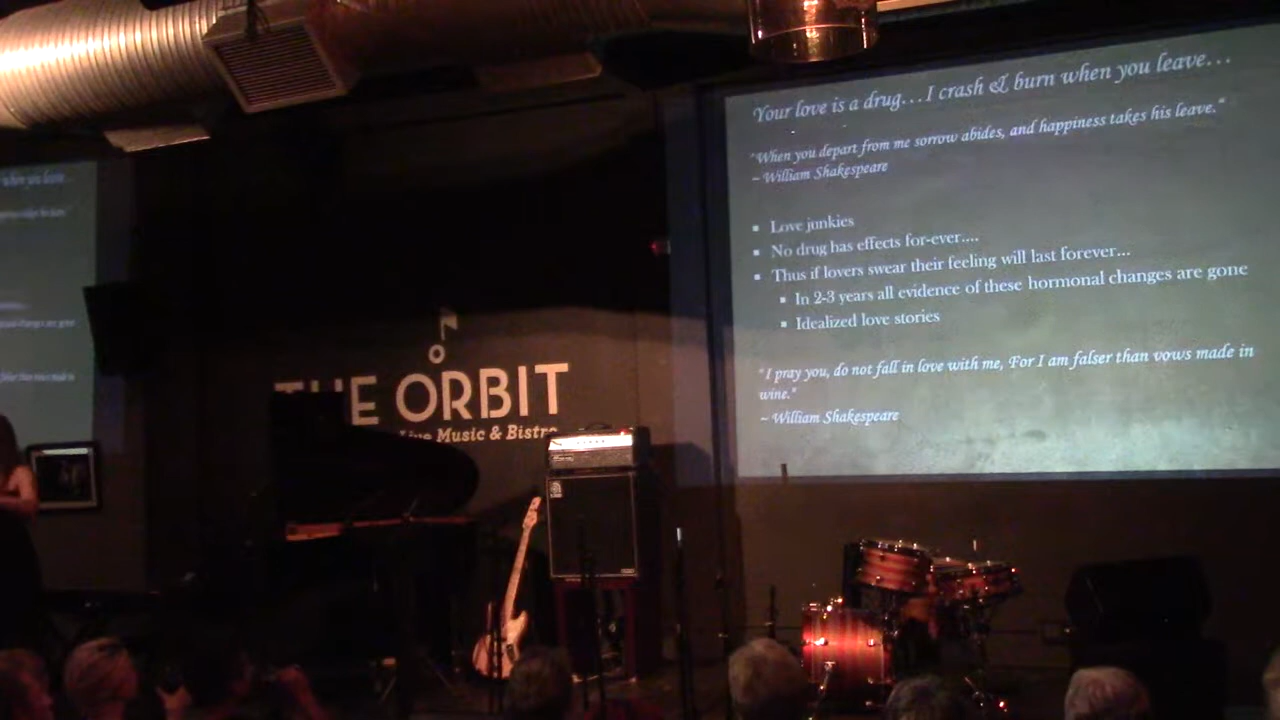 Your love is a drug…I crash & burn when you leave…
"When you depart from me sorrow abides, and happiness takes his leave."
~ William Shakespeare
▪ Love junkies
▪ No drug has effects for-ever….
▪ Thus if lovers swear their feeling will last forever…
▪ In 2-3 years all evidence of these hormonal changes are gone
▪ Idealized love stories
"I pray you, do not fall in love with me, For I am falser than vows made in
wine."
~ William Shakespeare
THE ORBIT
Live Music & Bistro